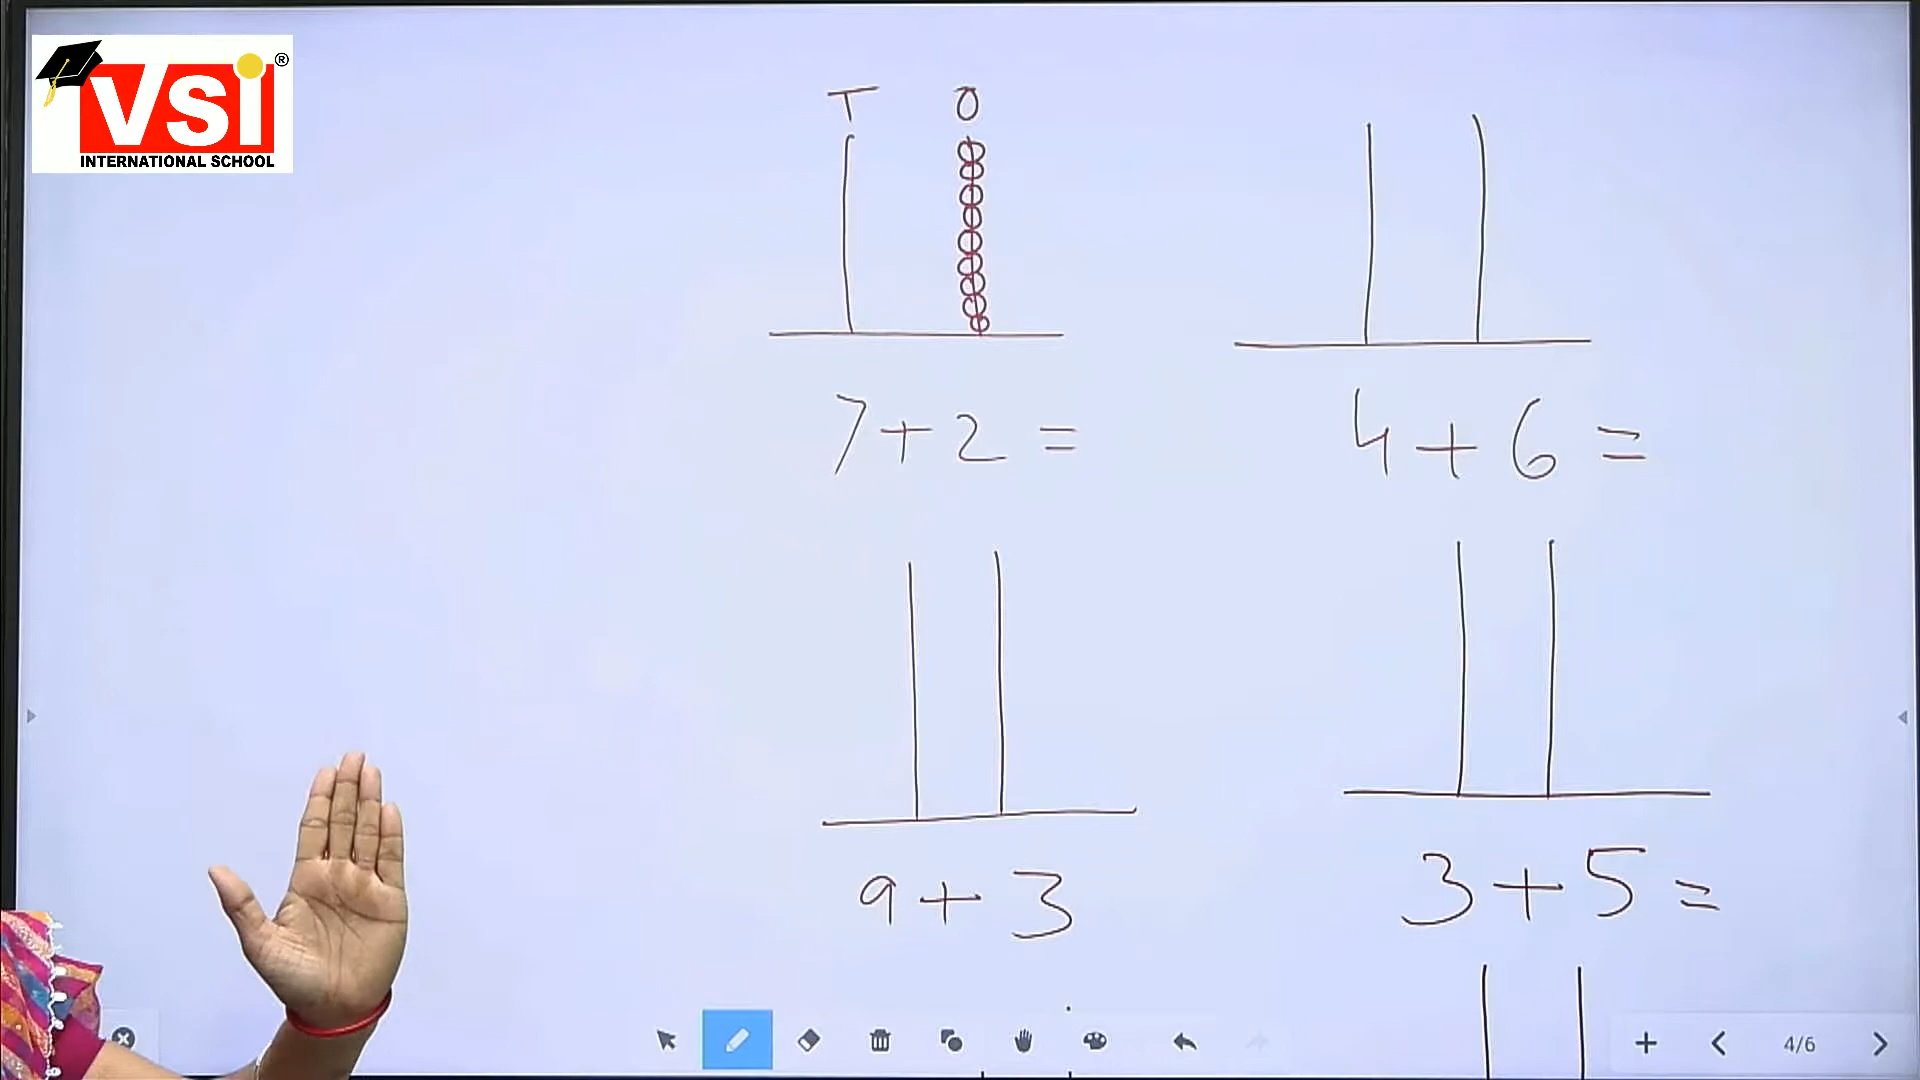 vsi ®
INTERNATIONAL SCHOOL
T O
7+2=
4+6=
9+3
3+5=
4/6